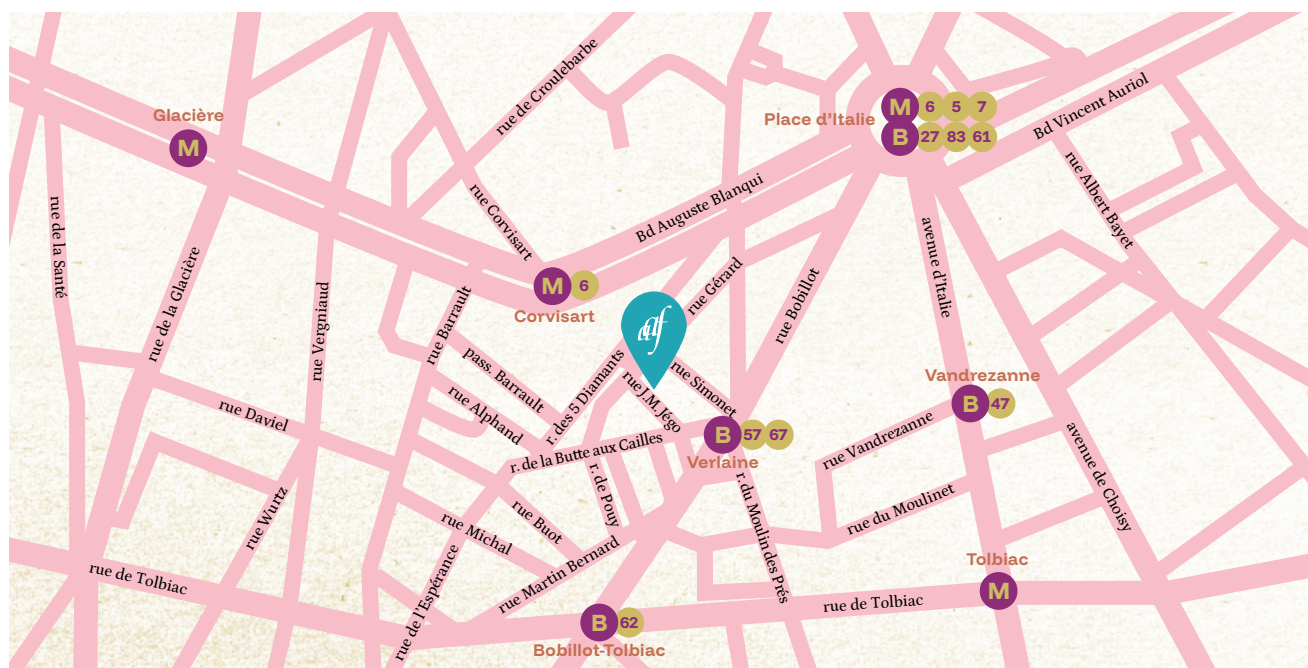 rue de Croulebarbe
Glacière
M
Place d'Italie
M 6 5 7
B 27 83 61
Bd Vincent Auriol
rue Albert Bayet
rue de la Santé
rue Corvisart
Bd Auguste Blanqui
avenue d'Italie
rue de la Glacière
rue Vergniaud
M 6
Corvisart
rue Gérard
rue Bobillot
rue Barrault
af
pass. Barrault
r. des 5 Diamants
rue J.M. Jégo
rue Simonet
Vandrezanne
B 47
rue Daviel
rue Alphand
r. de la Butte aux Cailles
B 57 67
Verlaine
rue Vandrezanne
avenue de Choisy
rue Wurtz
r. de Pouy
rue Buot
rue Michal
r. du Moulin des Prés
rue du Moulinet
rue de Tolbiac
rue de l'Espérance
rue Martin Bernard
B 62
Bobillot-Tolbiac
rue de Tolbiac
Tolbiac
M